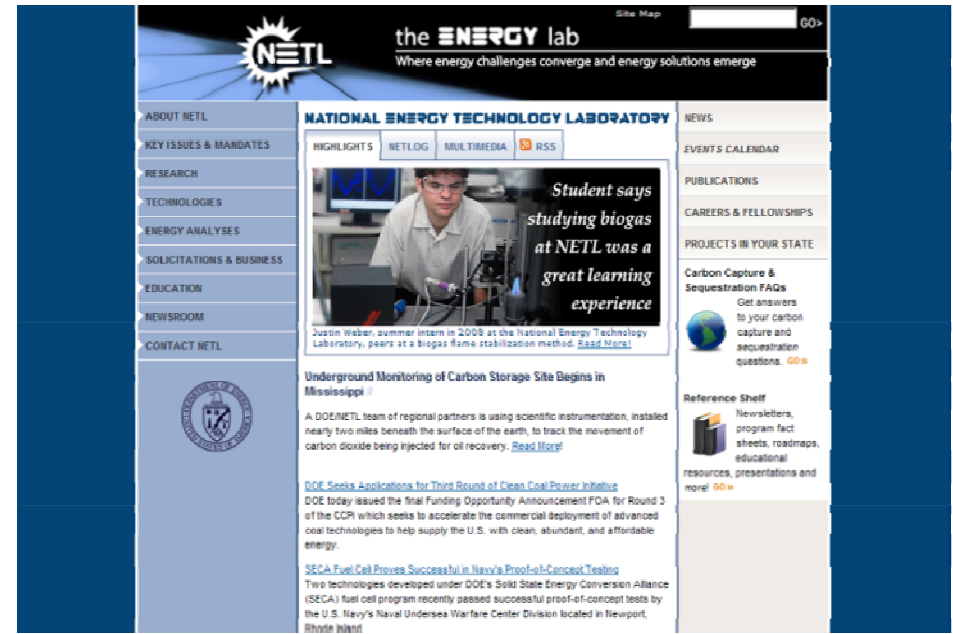 Site Map
GO>
NETL
the ENERGY lab
Where energy challenges converge and energy solutions emerge
ABOUT NETL
KEY ISSUES & MANDATES
RESEARCH
TECHNOLOGIES
ENERGY ANALYSES
SOLICITATIONS & BUSINESS
EDUCATION
NEWSROOM
CONTACT NETL
NATIONAL ENERGY TECHNOLOGY LABORATORY
HIGHLIGHTS NETLOG MULTIMEDIA RSS
Student says
studying biogas
at NETL was a
great learning
experience
Justin Weber, summer intern in 2008 at the National Energy Technology
Laboratory, peers at a biogas flame stabilization method. Read More!
Underground Monitoring of Carbon Storage Site Begins in
Mississippi
A DOE/NETL team of regional partners is using scientific instrumentation, installed
nearly two miles beneath the surface of the earth, to track the movement of
carbon dioxide being injected for oil recovery. Read More!
DOE Seeks Applications for Third Round of Clean Coal Power Initiative
DOE today issued the final Funding Opportunity Announcement FOA for Round 3
of the CCPI which seeks to accelerate the commercial deployment of advanced
coal technologies to help supply the U.S. with clean, abundant, and affordable
energy.
SECA Fuel Cell Proves Successful in Navy's Proof-of-Concept Testing
Two technologies developed under DOE's Solid State Energy Conversion Alliance
(SECA) fuel cell program recently passed successful proof-of-concept tests by
the U.S. Navy's Naval Undersea Warfare Center Division located in Newport,
Rhode Island
NEWS
EVENTS CALENDAR
PUBLICATIONS
CAREERS & FELLOWSHIPS
PROJECTS IN YOUR STATE
Carbon Capture &
Sequestration FAQs
Get answers
to your carbon
capture and
sequestration
questions. GO»
Reference Shelf
Newsletters,
program fact
sheets, roadmaps,
educational
resources, presentations and
more! GO»